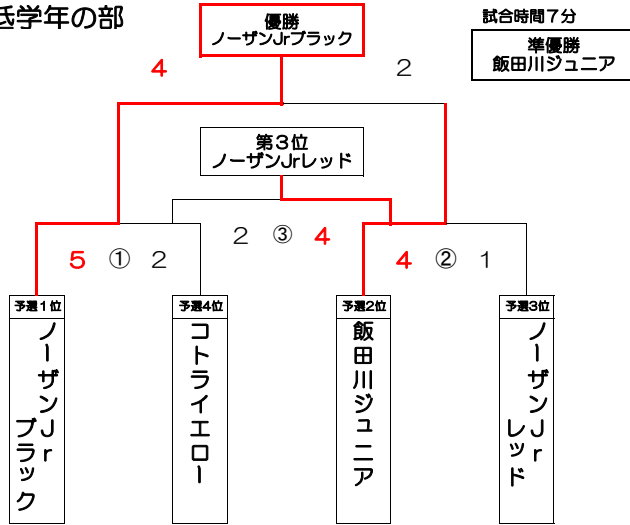 低学年の部
優勝
ノーザンJrブラック
試合時間７分
準優勝
飯田川ジュニア
４ ２
第３位
ノーザンJrレッド
２ ③ ４
５ ① ２
４ ② １
予選１位
予選4位
予選2位
予選3位
ノーザンJr
ブラック
コトライエロー
飯田川ジュニア
ノーザンJr
レッド